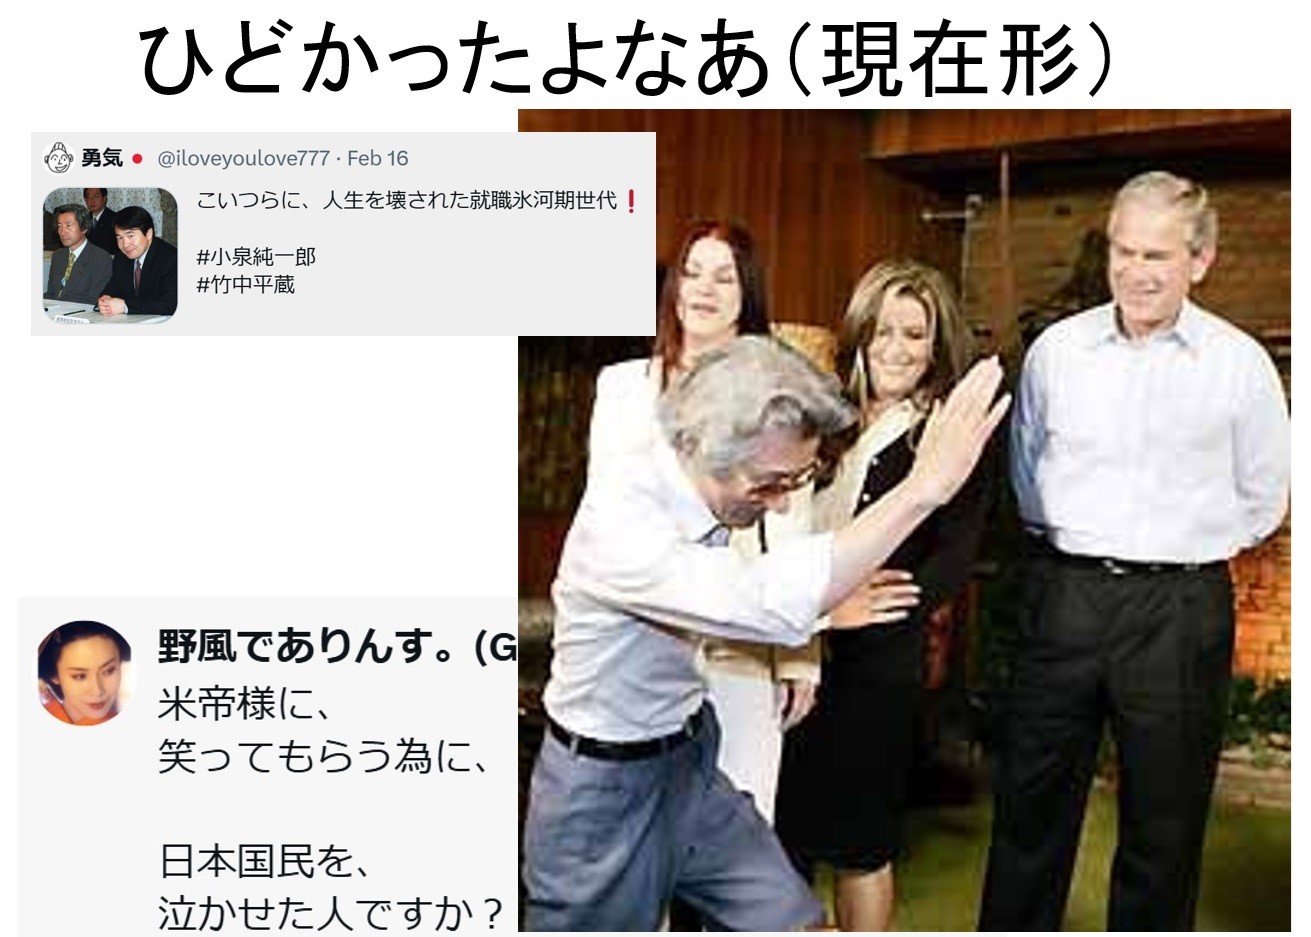 ひどかったよなあ（現在形）
勇気 @iloveyoulove777 · Feb 16
こいつらに、人生を壊された就職氷河期世代❗
#小泉純一郎
#竹中平蔵
野風でありんす。(G
米帝様に、
笑ってもらう為に、
日本国民を、
泣かせた人ですか？